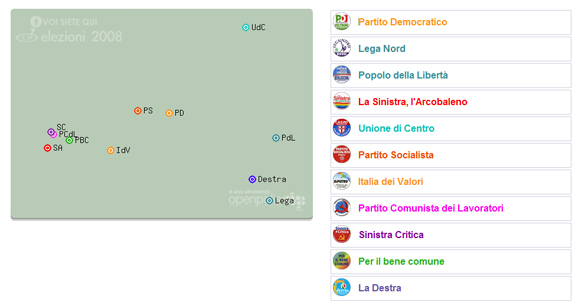 VOI SIETE QUI
elezioni 2008
UdC
PS
PD
SC
PCdL
PBC
SA
IdV
PdL
Destra
Lega
Partito Democratico
Lega Nord
Popolo della Libertà
La Sinistra, l'Arcobaleno
Unione di Centro
Partito Socialista
Italia dei Valori
Partito Comunista dei Lavoratori
Sinistra Critica
Per il bene comune
La Destra